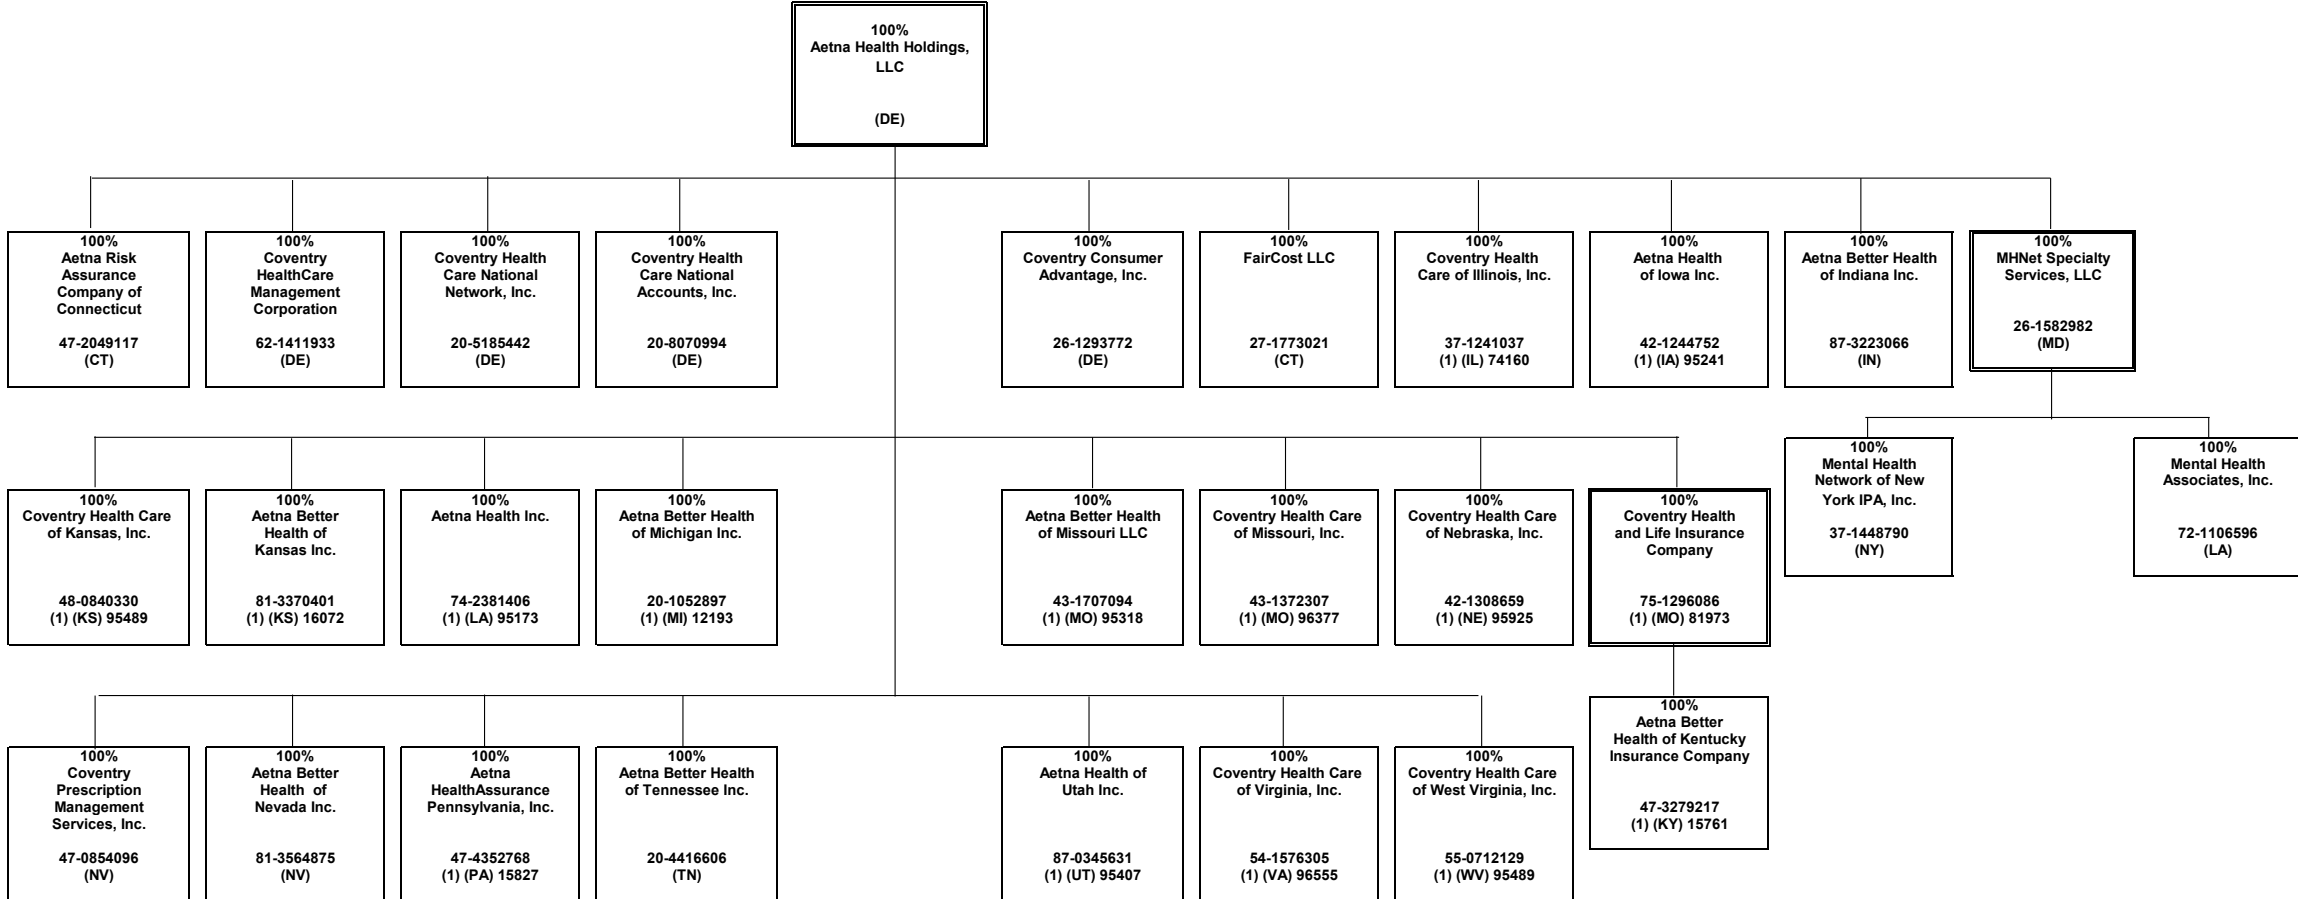 100%
Aetna Health Holdings,
LLC
(DE)
100%
Aetna Risk
Assurance
Company of
Connecticut
47-2049117
(CT)
100%
Coventry
HealthCare
Management
Corporation
62-1411933
(DE)
100%
Coventry Health
Care National
Network, Inc.
20-5185442
(DE)
100%
Coventry Health
Care National
Accounts, Inc.
20-8070994
(DE)
100%
Coventry Consumer
Advantage, Inc.
26-1293772
(DE)
100%
FairCost LLC
27-1773021
(CT)
100%
Coventry Health
Care of Illinois, Inc.
37-1241037
(1) (IL) 74160
100%
Aetna Health
of Iowa Inc.
42-1244752
(1) (IA) 95241
100%
Aetna Better Health
of Indiana Inc.
87-3223066
(IN)
100%
MHNet Specialty
Services, LLC
26-1582982
(MD)
100%
Mental Health
Network of New
York IPA, Inc.
37-1448790
(NY)
100%
Mental Health
Associates, Inc.
72-1106596
(LA)
100%
Coventry Health Care
of Kansas, Inc.
48-0840330
(1) (KS) 95489
100%
Aetna Better
Health of
Kansas Inc.
81-3370401
(1) (KS) 16072
100%
Aetna Health Inc.
74-2381406
(1) (LA) 95173
100%
Aetna Better Health
of Michigan Inc.
20-1052897
(1) (MI) 12193
100%
Aetna Better Health
of Missouri LLC
43-1707094
(1) (MO) 95318
100%
Coventry Health Care
of Missouri, Inc.
43-1372307
(1) (MO) 96377
100%
Coventry Health Care
of Nebraska, Inc.
42-1308659
(1) (NE) 95925
100%
Coventry Health
and Life Insurance
Company
75-1296086
(1) (MO) 81973
100%
Aetna Better
Health of Kentucky
Insurance Company
47-3279217
(1) (KY) 15761
100%
Coventry
Prescription
Management
Services, Inc.
47-0854096
(NV)
100%
Aetna Better
Health of
Nevada Inc.
81-3564875
(NV)
100%
Aetna
HealthAssurance
Pennsylvania, Inc.
47-4352768
(1) (PA) 15827
100%
Aetna Better Health
of Tennessee Inc.
20-4416606
(TN)
100%
Aetna Health of
Utah Inc.
87-0345631
(1) (UT) 95407
100%
Coventry Health Care
of Virginia, Inc.
54-1576305
(1) (VA) 96555
100%
Coventry Health Care
of West Virginia, Inc.
55-0712129
(1) (WV) 95489